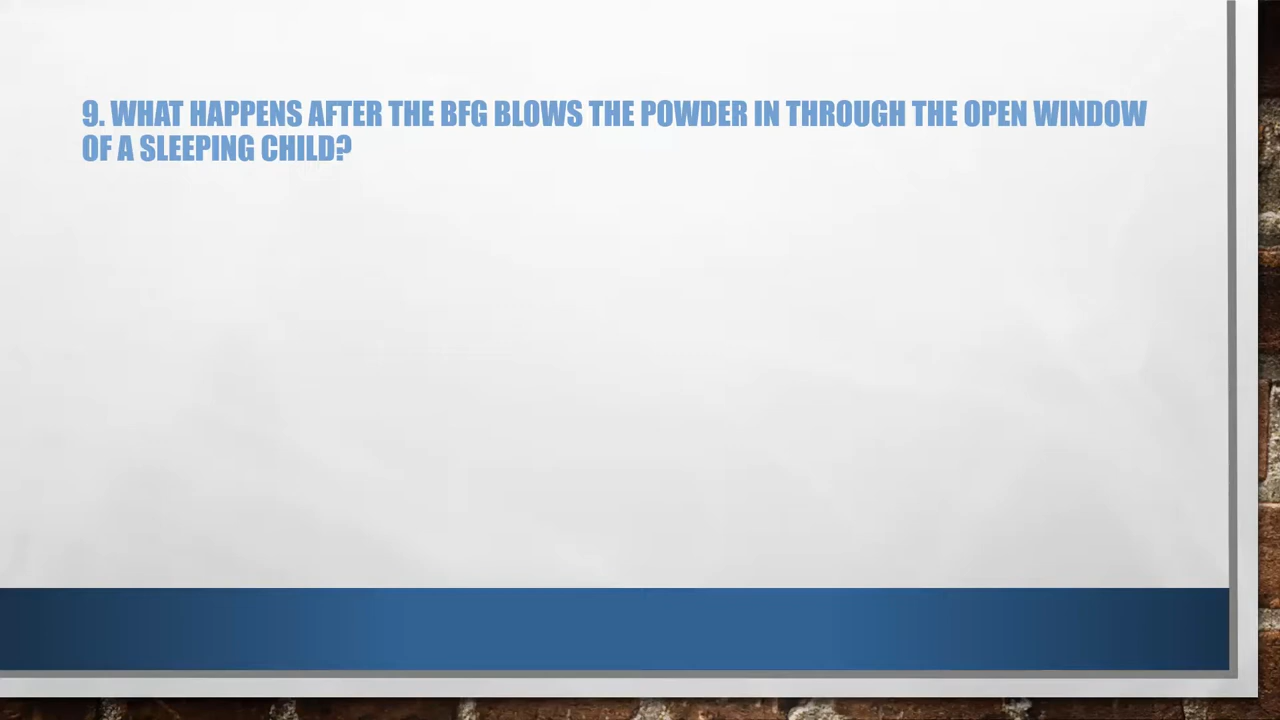 9. WHAT HAPPENS AFTER THE BFG BLOWS THE POWDER IN THROUGH THE OPEN WINDOW
OF A SLEEPING CHILD?